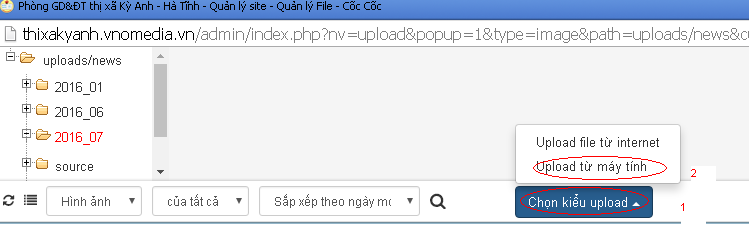 Phòng GD&ĐT thị xã Kỳ Anh - Hà Tĩnh - Quản lý site - Quản lý File - Cốc Cốc
thixakyanh.vnomedia.vn/admin/index.php?nv=upload&popup=1&type=image&path=uploads/news&c
uploads/news
2016_01
2016_06
2016_07
source
Upload file từ internet
Upload từ máy tính
2
Hình ảnh
của tất cả
Sắp xếp theo ngày mớ
Chọn kiểu upload
1